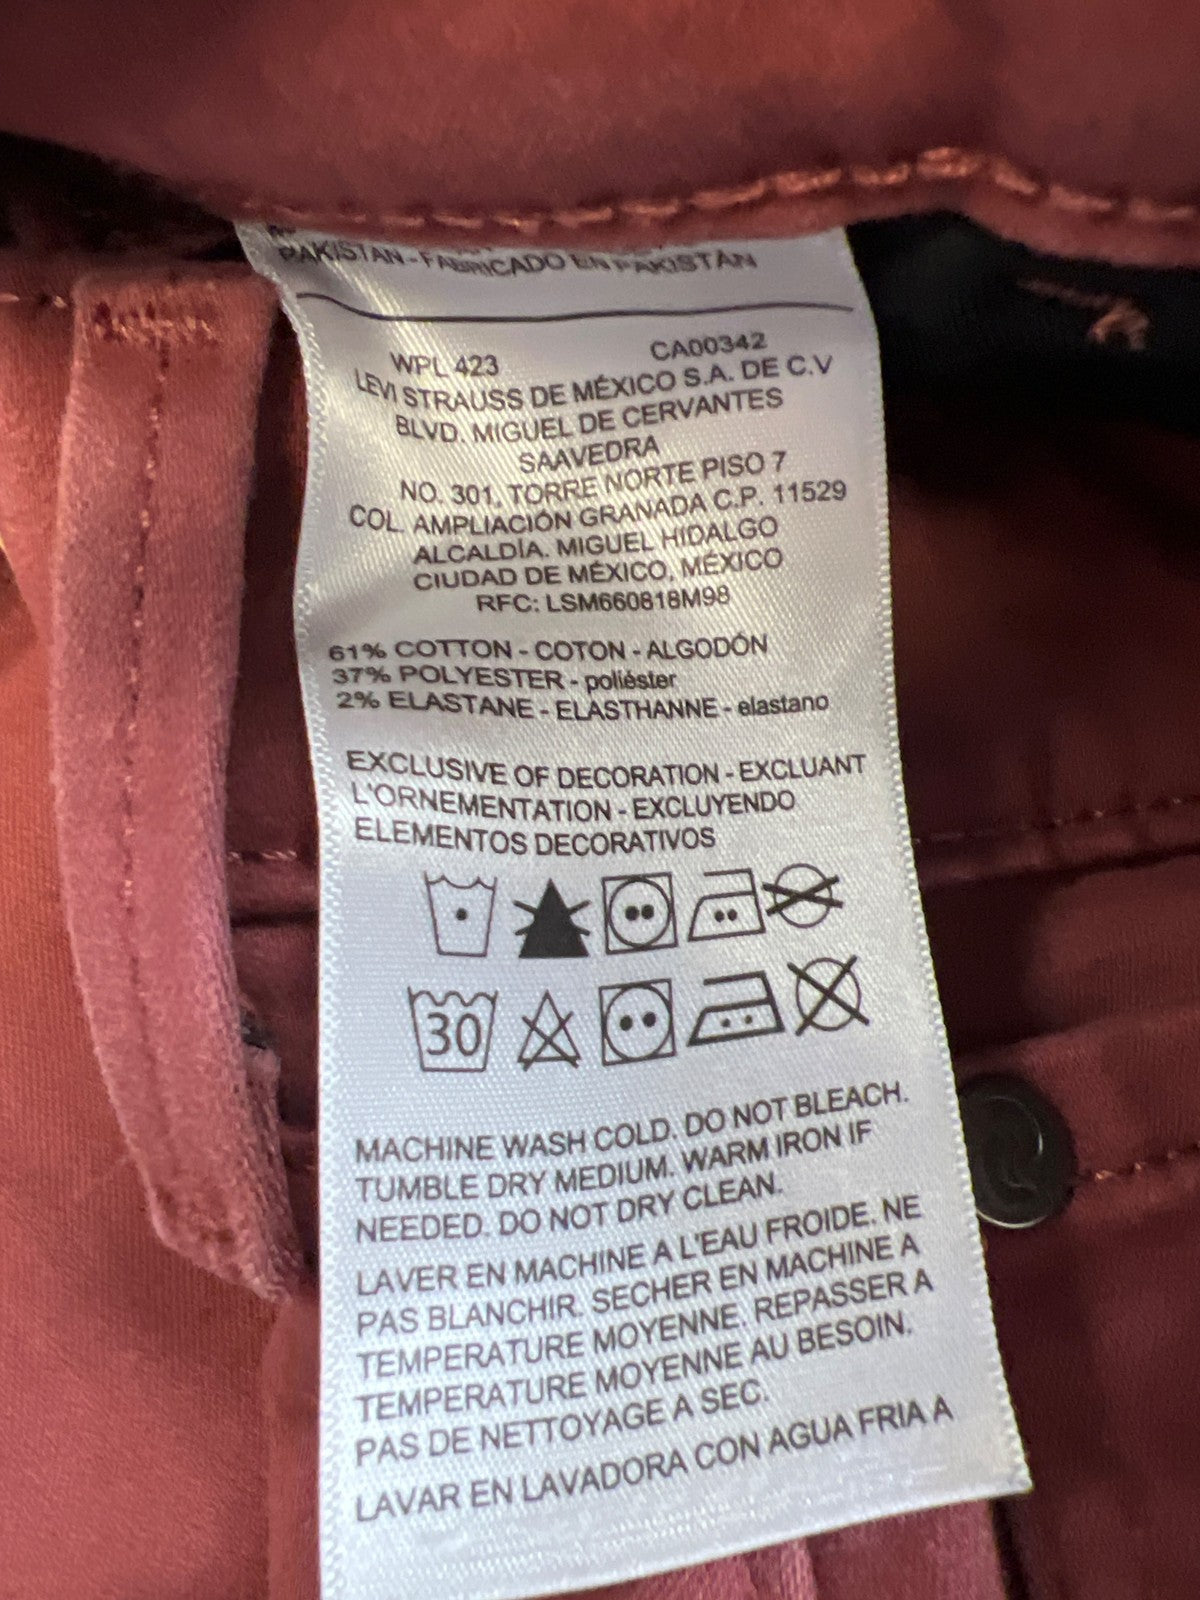 PAKISTAN - FABRICADO EN PAKISTÁN
WPL 423 CA00342
LEVI STRAUSS DE MÉXICO S.A. DE C.V
BLVD. MIGUEL DE CERVANTES
SAAVEDRA
NO. 301, TORRE NORTE PISO 7
COL. AMPLIACIÓN GRANADA C.P. 11529
ALCALDÍA. MIGUEL HIDALGO
CIUDAD DE MÉXICO, MÉXICO
RFC: LSM660818M98
61% COTTON - COTON - ALGODÓN
37% POLYESTER - poliéster
2% ELASTANE - ELASTHANNE - elastano
EXCLUSIVE OF DECORATION - EXCLUANT
L'ORNEMENTATION - EXCLUYENDO
ELEMENTOS DECORATIVOS
30
MACHINE WASH COLD. DO NOT BLEACH.
TUMBLE DRY MEDIUM. WARM IRON IF
NEEDED. DO NOT DRY CLEAN.
LAVER EN MACHINE A L'EAU FROIDE. NE
PAS BLANCHIR. SECHER EN MACHINE A
TEMPERATURE MOYENNE. REPASSER A
TEMPERATURE MOYENNE AU BESOIN.
PAS DE NETTOYAGE A SEC.
LAVAR EN LAVADORA CON AGUA FRIA A